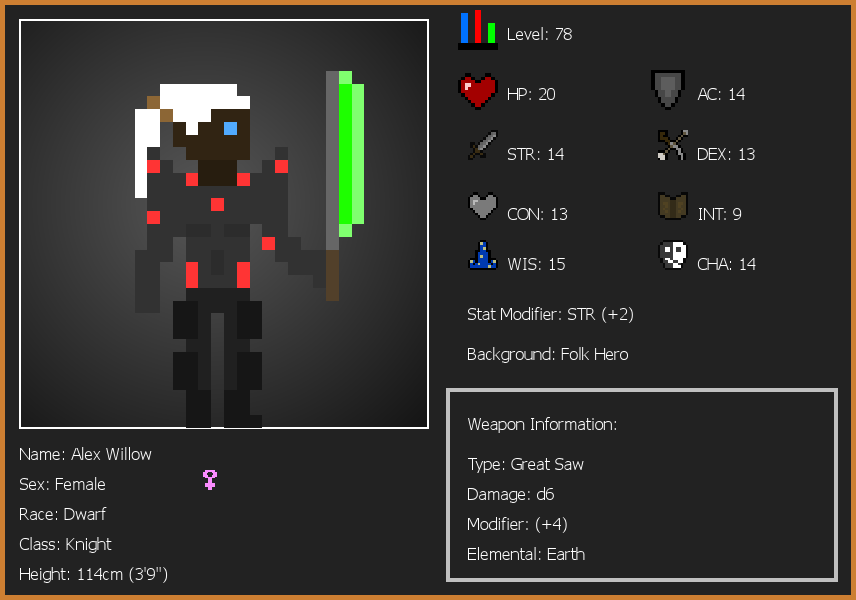 Level: 78
HP: 20
AC: 14
STR: 14
DEX: 13
CON: 13
INT: 9
WIS: 15
CHA: 14
Stat Modifier: STR (+2)
Background: Folk Hero
Weapon Information:
Type: Great Saw
Damage: d6
Modifier: (+4)
Elemental: Earth
Name: Alex Willow
Sex: Female
Race: Dwarf
Class: Knight
Height: 114cm (3'9")